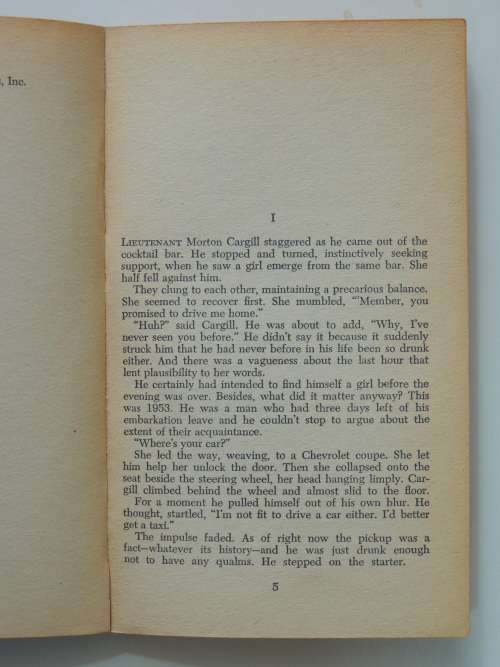 , Inc.
I
LIEUTENANT Morton Cargill staggered as he came out of the
cocktail bar. He stopped and turned, instinctively seeking
support, when he saw a girl emerge from the same bar. She
half fell against him.
They clung to each other, maintaining a precarious balance.
She seemed to recover first. She mumbled, “’Member, you
promised to drive me home.”
“Huh?” said Cargill. He was about to add, “Why, I’ve
never seen you before.” He didn’t say it because it suddenly
struck him that he had never before in his life been so drunk
either. And there was a vagueness about the last hour that
lent plausibility to her words.
He certainly had intended to find himself a girl before the
evening was over. Besides, what did it matter anyway? This
was 1953. He was a man who had three days left of his
embarkation leave and he couldn’t stop to argue about the
extent of their acquaintance.
“Where’s your car?”
She led the way, weaving, to a Chevrolet coupe. She let
him help her unlock the door. Then she collapsed onto the
seat beside the steering wheel, her head hanging limply. Car-
gill climbed behind the wheel and almost slid to the floor.
For a moment he pulled himself out of his own blur. He
thought, startled, “I’m not fit to drive a car either. I’d better
get a taxi.”
The impulse faded. As of right now the pickup was a
fact—whatever its history—and he was just drunk enough
not to have any qualms. He stepped on the starter.
5